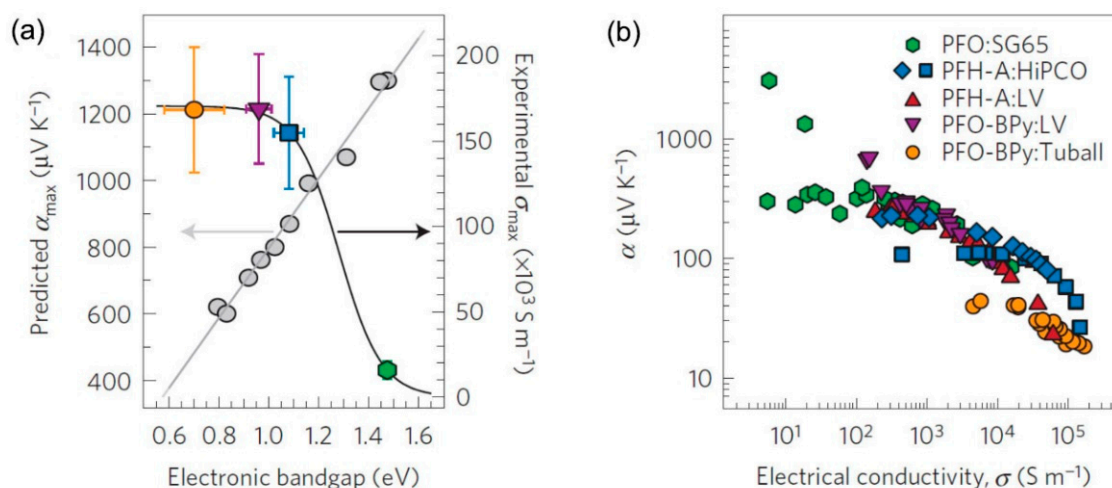 (a)
1400
1200
1000
800
600
400
Predicted αmax (μV K⁻¹)
200
150
100
50
0
Experimental σmax (×10³ S m⁻¹)
0.6 0.8 1.0 1.2 1.4 1.6
Electronic bandgap (eV)
(b)
PFO:SG65
PFH-A:HiPCO
PFH-A:LV
PFO-BPy:LV
PFO-BPy:Tuball
1000
100
10
α (μV K⁻¹)
10¹ 10² 10³ 10⁴ 10⁵
Electrical conductivity, σ (S m⁻¹)